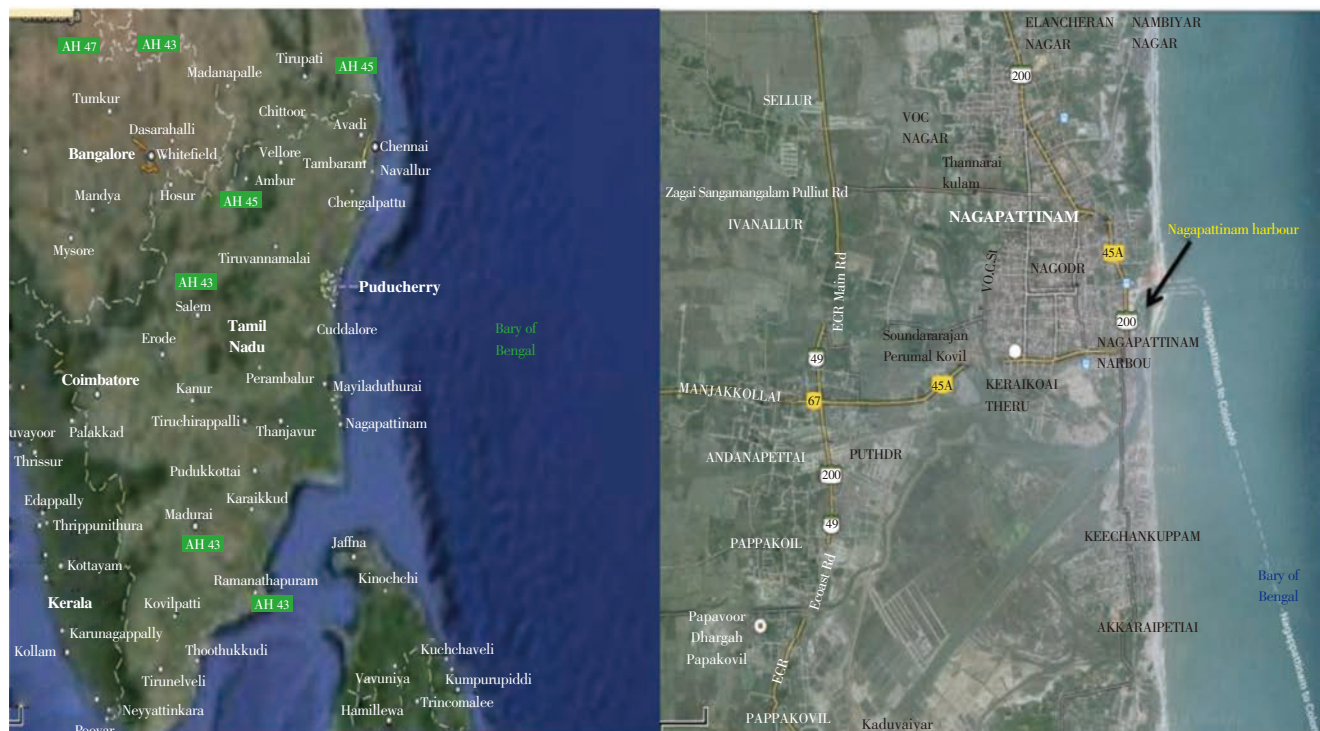 AH 47
AH 43
Tirupati
AH 45
Madanapalle
Tumkur
Chittoor
Avadi
Dasarahalli
Chennai
Bangalore
Whitefield
Vellore
Tambaram
Navallur
Ambur
Mandya
Hosur
AH 45
Chengalpattu
Mysore
Tiruvannamalai
AH 43
Puducherry
Salem
Tamil
Nadu
Cuddalore
Bary of
Bengal
Erode
Coimbatore
Kanur
Perambalur
Mayiladuthurai
Tiruchirappalli
Thanjavur
Nagapattinam
uvayoor
Palakkad
Thrissur
Pudukkottai
Edappally
Karaikkud
Madurai
Thrippunithura
AH 43
Jaffna
Kottayam
Ramanathapuram
Kinochchi
Kerala
Kovilpatti
AH 43
Karunagappally
Kollam
Thoothukkudi
Kuchchaveli
Tirunelveli
Vavuniya
Kumpurupiddi
Neyyattinkara
Hamillewa
Trincomalee
ELANCHERAN
NAGAR
NAMBIYAR
NAGAR
200
SELLUR
VOC
NAGAR
Thannarai
kulam
Zagai Sangamangalam Pulliut Rd
NAGAPATTINAM
IVANALLUR
Nagapattinam harbour
45A
ECR Main Rd
V.O.C.St
NAGODR
200
Soundararajan
Perumal Kovil
NAGAPATTINAM
NARBOU
49
45A
KERAIKOAI
THERU
MANJAKKOLLAI
67
Nagappattinam to Colombo
ANDANAPETTAI
PUTHDR
200
49
PAPPAKOIL
KEECHANKUPPAM
Ecoast Rd
Bary of
Bengal
Papavoor
Dhargah
Papakovil
AKKARAIPETIAI
ECR
PAPPAKOVIL
Kaduvaiyar
Nagappattinam to Color